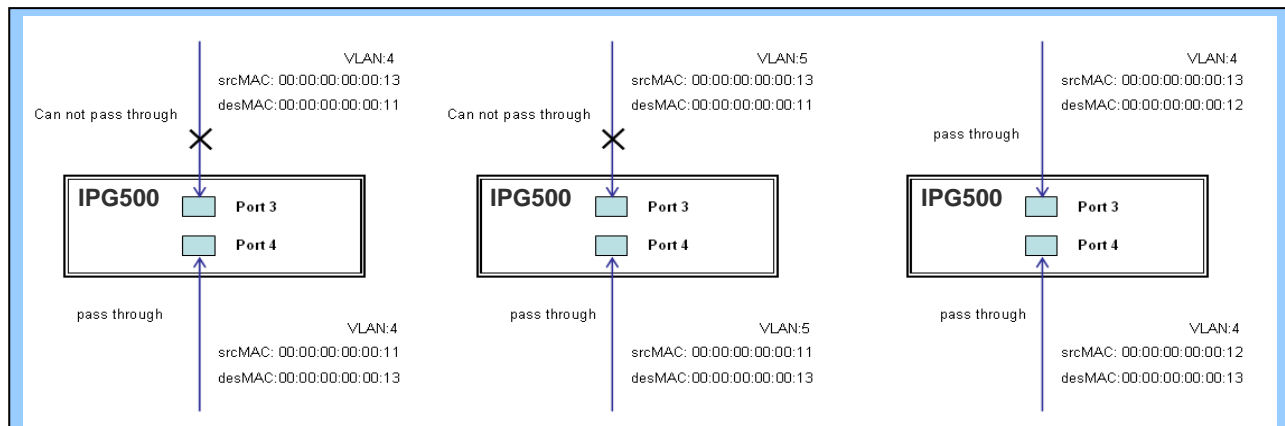 VLAN:4
srcMAC: 00:00:00:00:00:13
desMAC:00:00:00:00:00:11
Can not pass through
IPG500
Port 3
Port 4
pass through
VLAN:4
srcMAC: 00:00:00:00:00:11
desMAC:00:00:00:00:00:13
VLAN:5
srcMAC: 00:00:00:00:00:13
desMAC:00:00:00:00:00:11
Can not pass through
IPG500
Port 3
Port 4
pass through
VLAN:5
srcMAC: 00:00:00:00:00:11
desMAC:00:00:00:00:00:13
VLAN:4
srcMAC: 00:00:00:00:00:13
desMAC:00:00:00:00:00:12
pass through
IPG500
Port 3
Port 4
pass through
VLAN:4
srcMAC: 00:00:00:00:00:12
desMAC:00:00:00:00:00:13